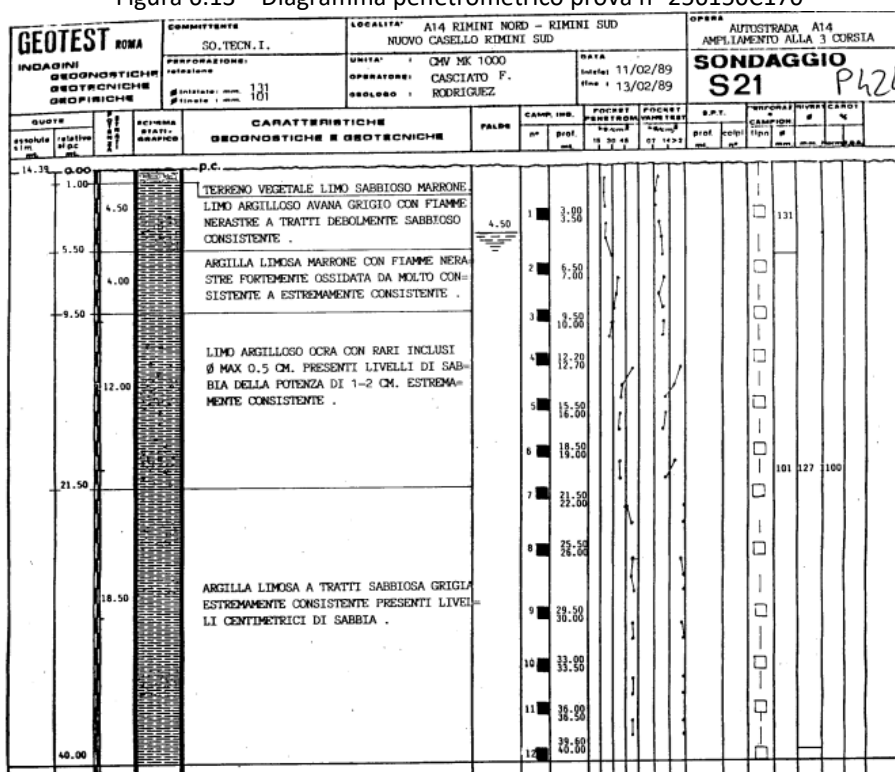 Figura 6.13 – Diagramma penetrometrico prova n° 256130C176
GEOTEST ROMA
INDAGINI
GEOGNOSTICHE
GEOTECNICHE
GEOFISICHE
COMMITTENTE
SO.TECN.I.
PERFORAZIONE:
rotazione
Ø iniziale: mm. 131
Ø finale : mm. 101
LOCALITA'
A14 RIMINI NORD – RIMINI SUD
NUOVO CASELLO RIMINI SUD
UNITA' : CMV MK 1000
OPERATORE: CASCIATO F.
GEOLOGO : RODRIGUEZ
DATA
inizio: 11/02/89
fine : 13/02/89
OPERA
AUTOSTRADA A14
AMPLIAMENTO ALLA 3 CORSIA
SONDAGGIO
S21
P424
QUOTE
assolute slm. mt.
relative al pc mt.
SCHEMA STATI-GRAFICO
CARATTERISTICHE
GEOGNOSTICHE E GEOTECNICHE
FALDE
CAMP. IND.
n° prof. mt.
POCKET PENETROM.
POCKET VANE TEST
S.P.T.
prof. mt. colpi n°
CAMPION.
tipo Ø mm
Ø mm
CAROT %
14.39 0.00 p.c.
1.00
TERRENO VEGETALE LIMO SABBIOSO MARRONE.
4.50
LIMO ARGILLOSO AVANA GRIGIO CON FIAMME
NERASTRE A TRATTI DEBOLMENTE SABBIOSO
CONSISTENTE .
4.50
1 3.00 3.50
131
5.50
4.00
ARGILLA LIMOSA MARRONE CON FIAMME NERA=
STRE FORTEMENTE OSSIDATA DA MOLTO CON=
SISTENTE A ESTREMAMENTE CONSISTENTE .
2 6.50 7.00
9.50
3 9.50 10.00
12.00
LIMO ARGILLOSO OCRA CON RARI INCLUSI
Ø MAX 0.5 CM. PRESENTI LIVELLI DI SAB=
BIA DELLA POTENZA DI 1-2 CM. ESTREMA=
MENTE CONSISTENTE .
4 12.20 12.70
5 15.50 16.00
6 18.50 19.00
101 127 100
21.50
7 21.50 22.00
8 25.50 26.00
18.50
ARGILLA LIMOSA A TRATTI SABBIOSA GRIGIA
ESTREMAMENTE CONSISTENTE PRESENTI LIVEL=
LI CENTIMETRICI DI SABBIA .
9 29.50 30.00
10 33.00 33.50
11 36.00 36.50
40.00
12 39.60 40.00